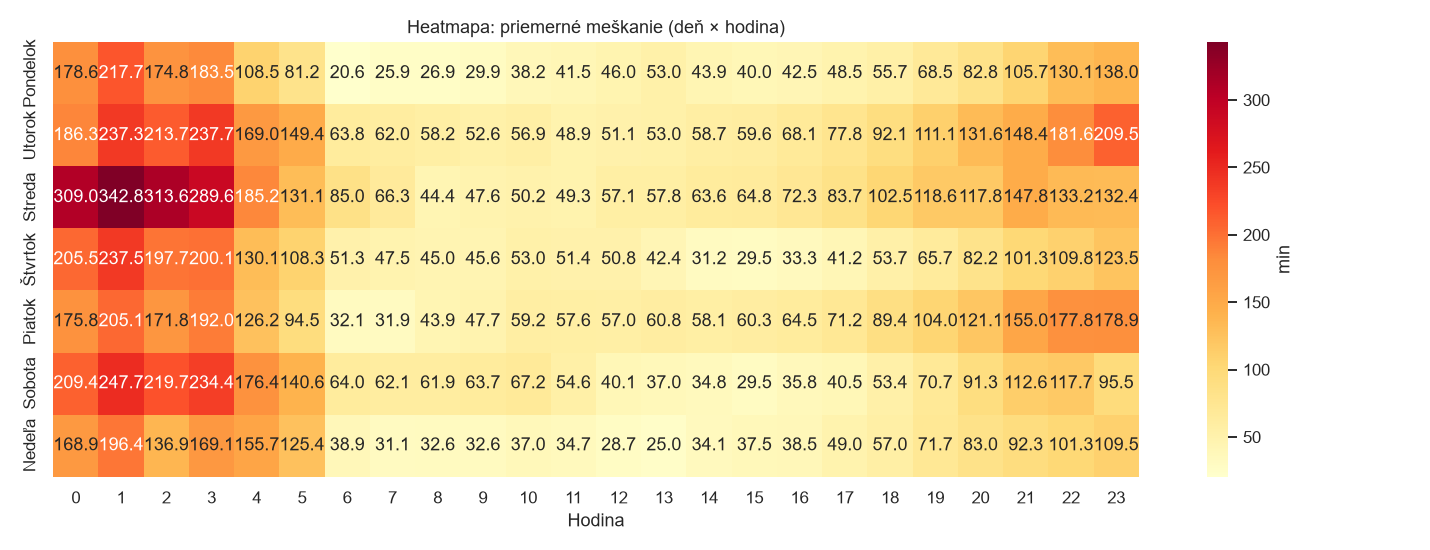 Heatmapa: priemerné meškanie (deň × hodina)
Pondelok 178.6 217.7 174.8 183.5 108.5 81.2 20.6 25.9 26.9 29.9 38.2 41.5 46.0 53.0 43.9 40.0 42.5 48.5 55.7 68.5 82.8 105.7 130.1 138.0
Utorok 186.3 237.3 213.7 237.7 169.0 149.4 63.8 62.0 58.2 52.6 56.9 48.9 51.1 53.0 58.7 59.6 68.1 77.8 92.1 111.1 131.6 148.4 181.6 209.5
Streda 309.0 342.8 313.6 289.6 185.2 131.1 85.0 66.3 44.4 47.6 50.2 49.3 57.1 57.8 63.6 64.8 72.3 83.7 102.5 118.6 117.8 147.8 133.2 132.4
Štvrtok 205.5 237.5 197.7 200.1 130.1 108.3 51.3 47.5 45.0 45.6 53.0 51.4 50.8 42.4 31.2 29.5 33.3 41.2 53.7 65.7 82.2 101.3 109.8 123.5
Piatok 175.8 205.1 171.8 192.0 126.2 94.5 32.1 31.9 43.9 47.7 59.2 57.6 57.0 60.8 58.1 60.3 64.5 71.2 89.4 104.0 121.1 155.0 177.8 178.9
Sobota 209.4 247.7 219.7 234.4 176.4 140.6 64.0 62.1 61.9 63.7 67.2 54.6 40.1 37.0 34.8 29.5 35.8 40.5 53.4 70.7 91.3 112.6 117.7 95.5
Nedeľa 168.9 196.4 136.9 169.1 155.7 125.4 38.9 31.1 32.6 32.6 37.0 34.7 28.7 25.0 34.1 37.5 38.5 49.0 57.0 71.7 83.0 92.3 101.3 109.5
0 1 2 3 4 5 6 7 8 9 10 11 12 13 14 15 16 17 18 19 20 21 22 23
Hodina
300
250
200
150
100
50
min